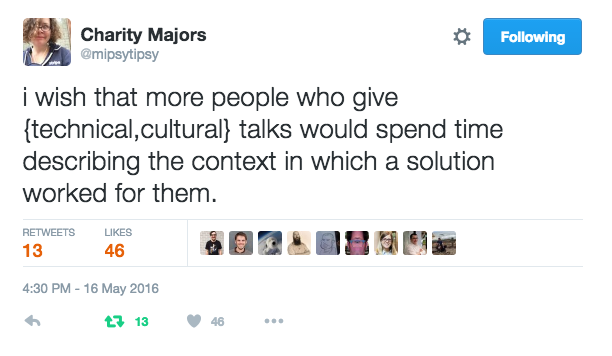 Charity Majors
@mipsytipsy
Following
i wish that more people who give
{technical,cultural} talks would spend time
describing the context in which a solution
worked for them.
RETWEETS LIKES
13 46
4:30 PM - 16 May 2016
13 46